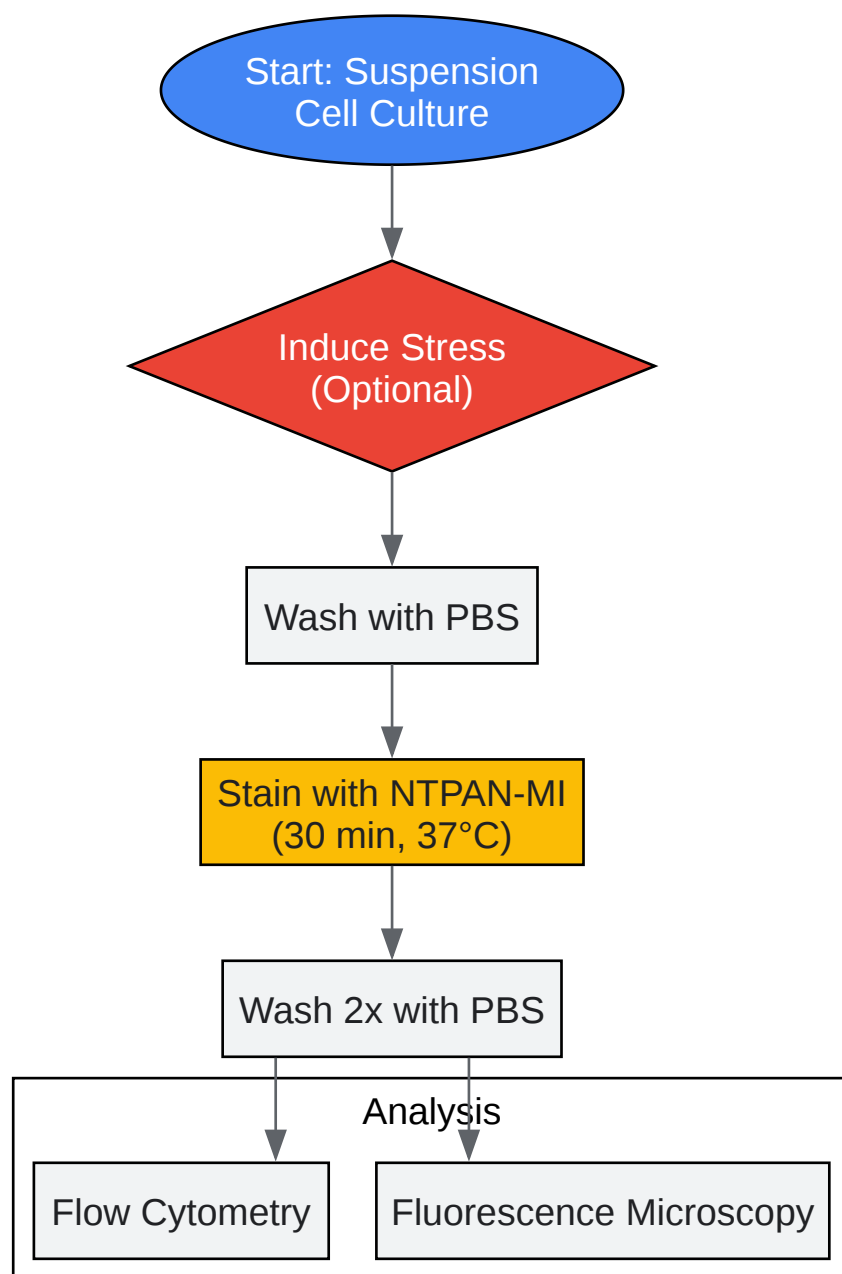 Start: Suspension
Cell Culture
Induce Stress
(Optional)
Wash with PBS
Stain with NTPAN-MI
(30 min, 37°C)
Wash 2x with PBS
Analysis
Flow Cytometry
Fluorescence Microscopy